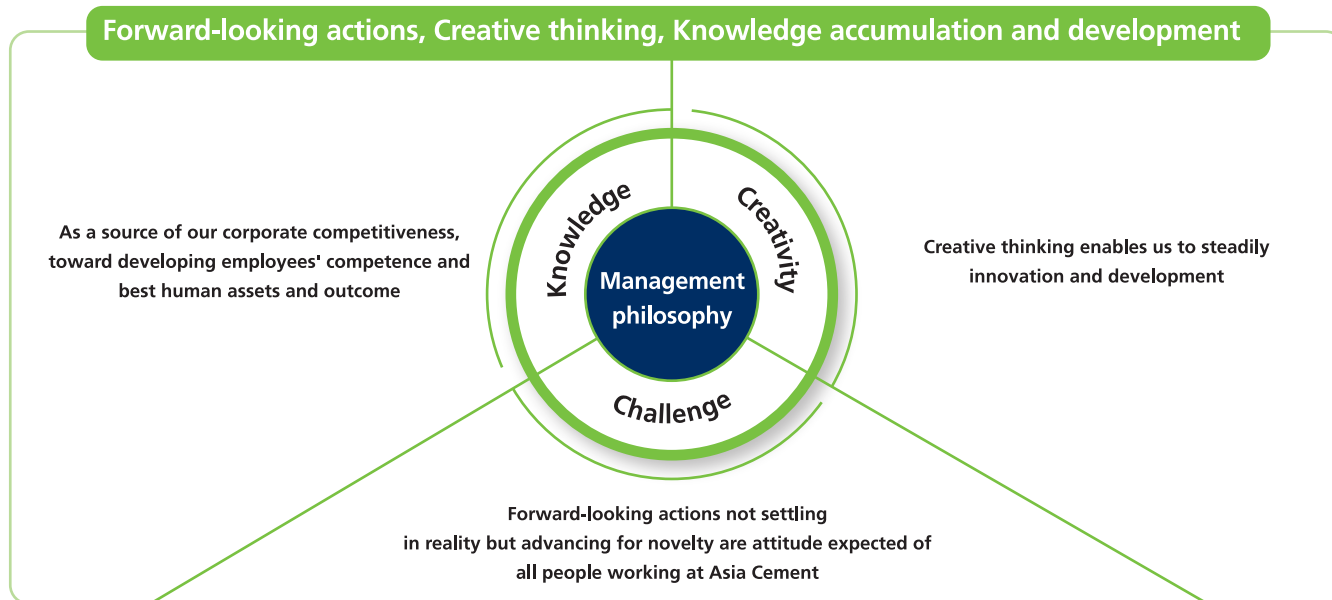 Forward-looking actions, Creative thinking, Knowledge accumulation and development
Knowledge
Creativity
As a source of our corporate competitiveness,
toward developing employees' competence and
best human assets and outcome
Management
philosophy
Creative thinking enables us to steadily
innovation and development
Challenge
Forward-looking actions not settling
in reality but advancing for novelty are attitude expected of
all people working at Asia Cement